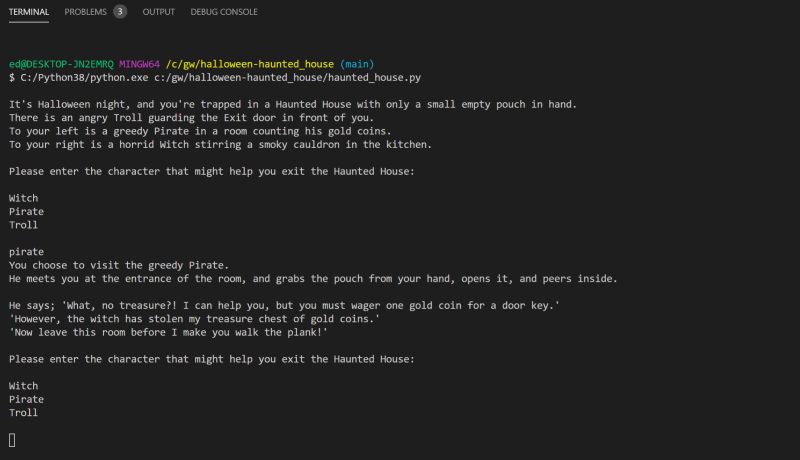 TERMINAL PROBLEMS 3 OUTPUT DEBUG CONSOLE
ed@DESKTOP-JN2EMRQ MINGW64 /c/gw/halloween-haunted_house (main)
$ C:/Python38/python.exe c:/gw/halloween-haunted_house/haunted_house.py
It's Halloween night, and you're trapped in a Haunted House with only a small empty pouch in hand.
There is an angry Troll guarding the Exit door in front of you.
To your left is a greedy Pirate in a room counting his gold coins.
To your right is a horrid Witch stirring a smoky cauldron in the kitchen.
Please enter the character that might help you exit the Haunted House:
Witch
Pirate
Troll
pirate
You choose to visit the greedy Pirate.
He meets you at the entrance of the room, and grabs the pouch from your hand, opens it, and peers inside.
He says; 'What, no treasure?! I can help you, but you must wager one gold coin for a door key.'
'However, the witch has stolen my treasure chest of gold coins.'
'Now leave this room before I make you walk the plank!'
Please enter the character that might help you exit the Haunted House:
Witch
Pirate
Troll